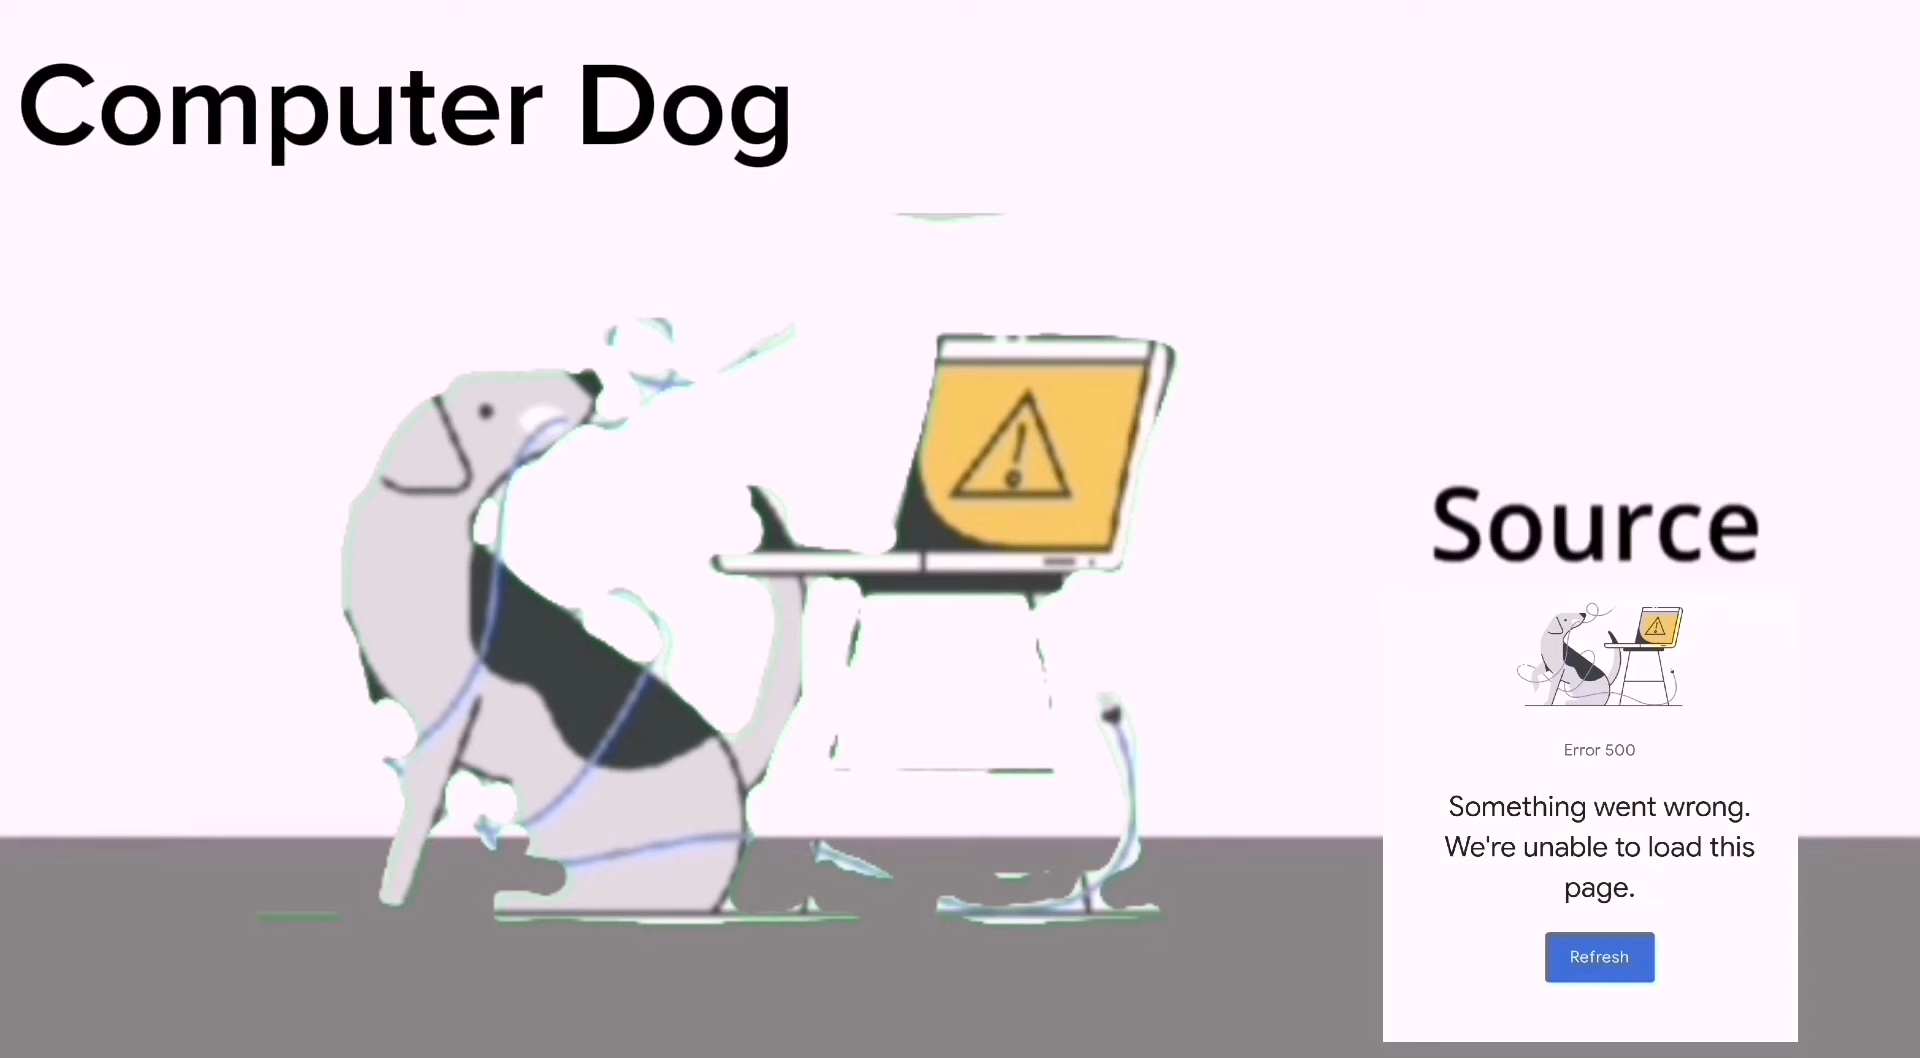 Computer Dog
Source
Error 500
Something went wrong.
We're unable to load this
page.
Refresh